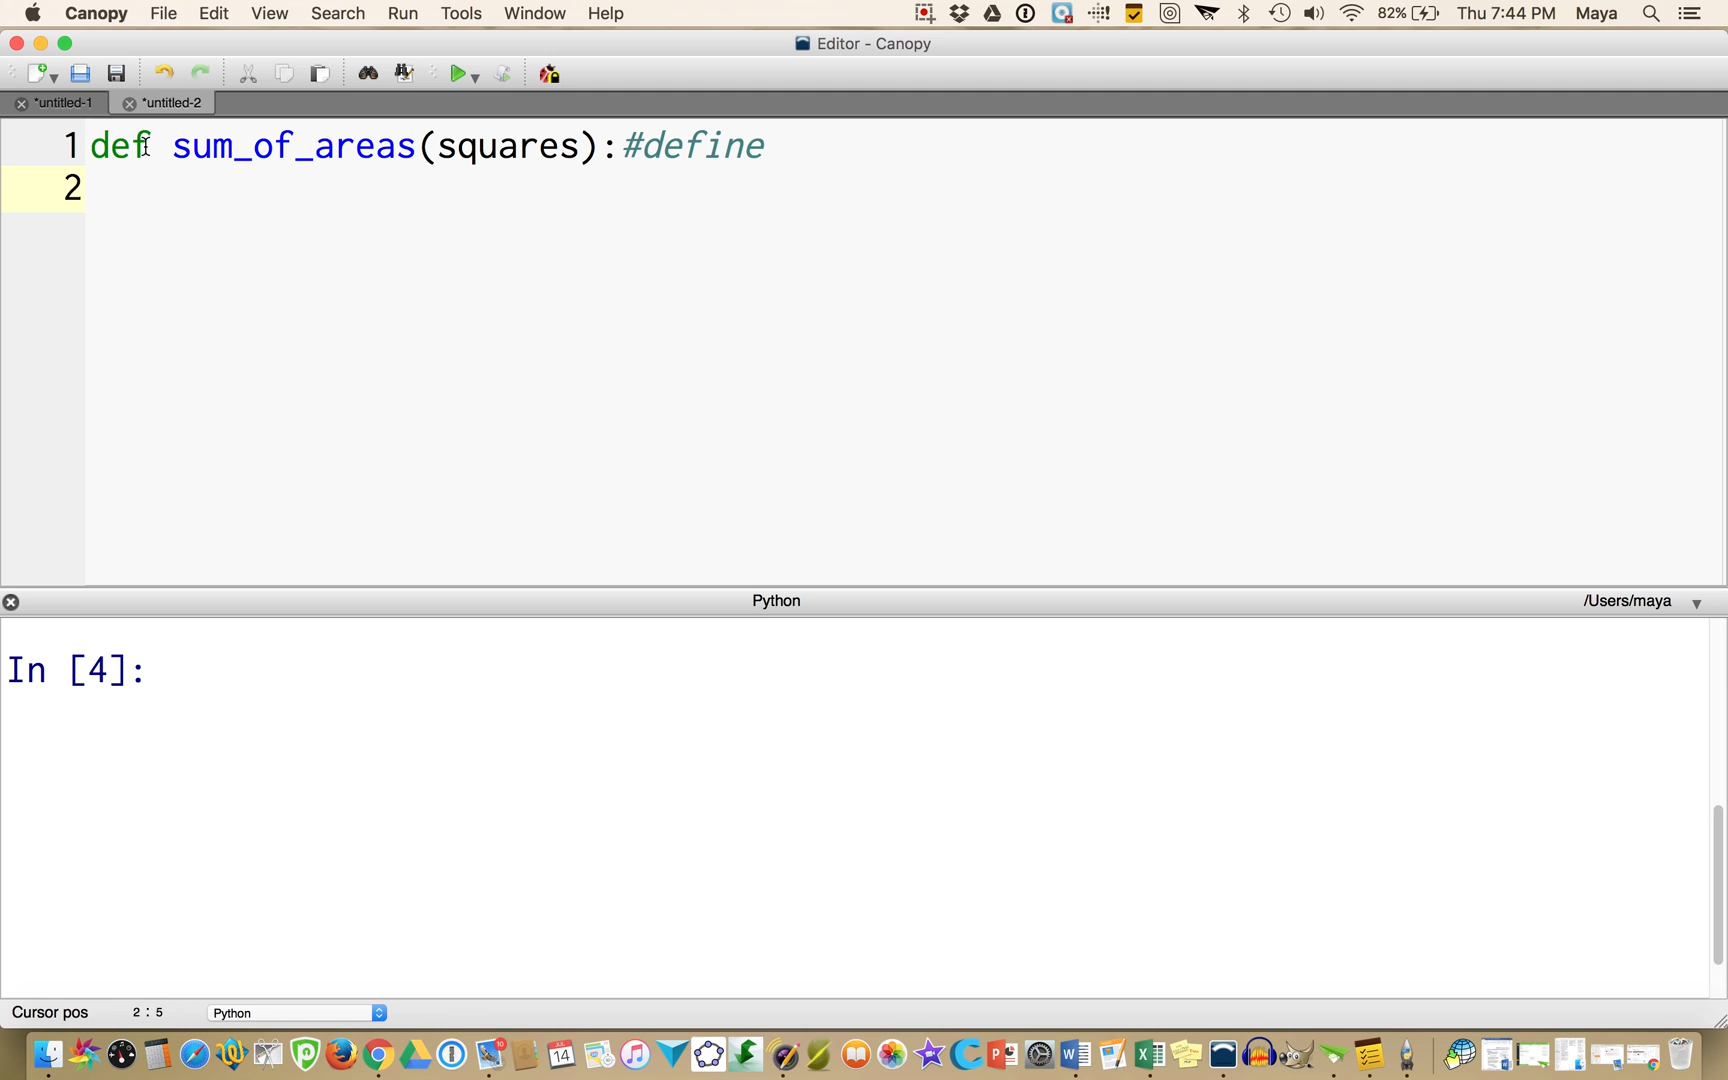 Canopy File Edit View Search Run Tools Window Help 82% Thu 7:44 PM Maya
Editor - Canopy
*untitled-1 *untitled-2
1 def sum_of_areas(squares):#define
2
Python /Users/maya
In [4]:
Cursor pos 2 : 5 Python